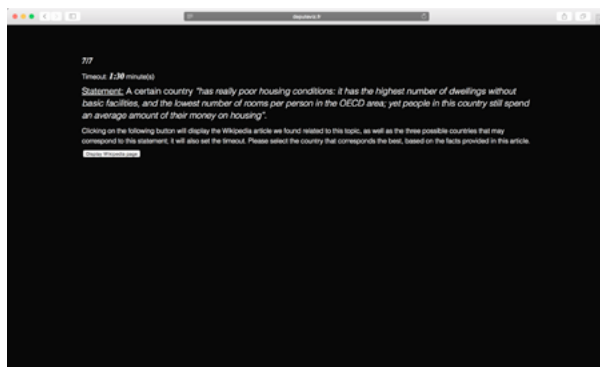 7/7
Timeout: 1:30 minute(s)
Statement: A certain country "has really poor housing conditions: it has the highest number of dwellings without
basic facilities, and the lowest number of rooms per person in the OECD area; yet people in this country still spend
an average amount of their money on housing".
Clicking on the following button will display the Wikipedia article we found related to this topic, as well as the three possible countries that may
correspond to this statement; it will also set the timeout. Please select the country that corresponds the best, based on the facts provided in this article.
Display Wikipedia page